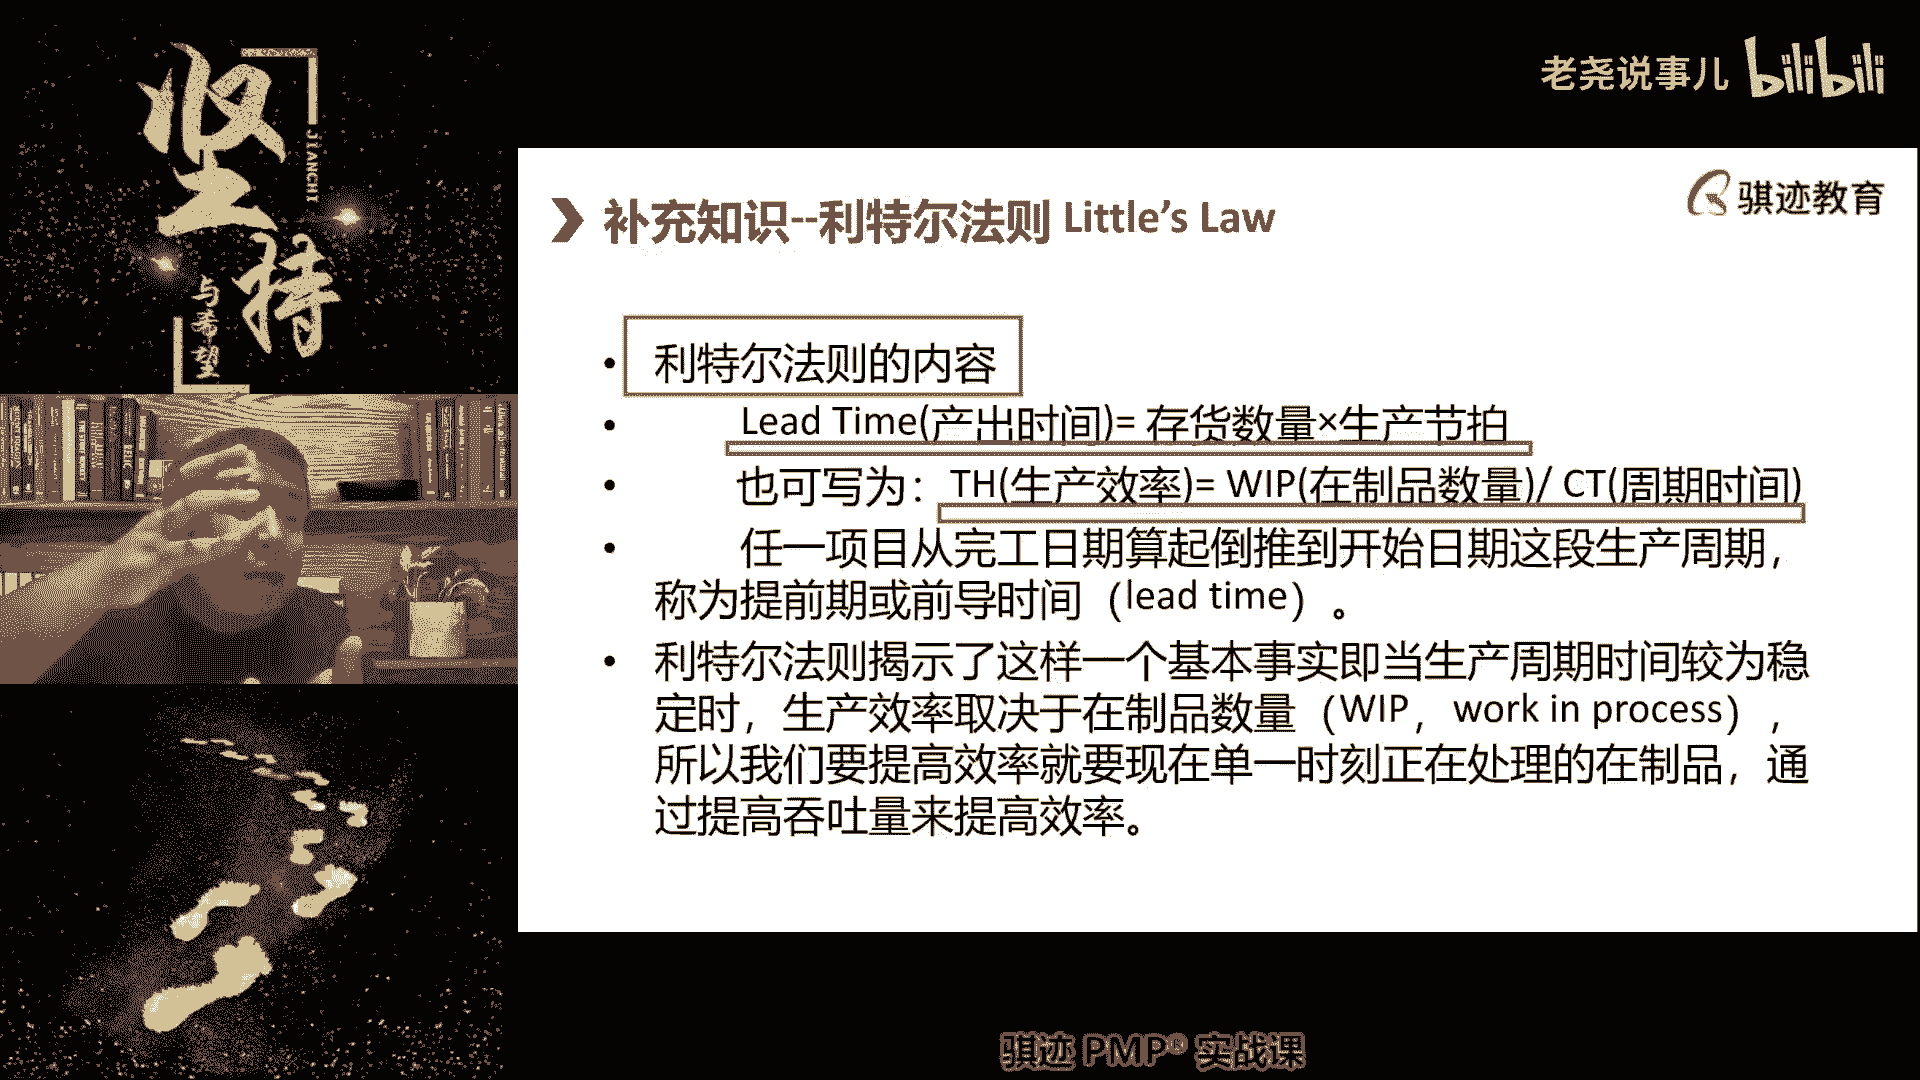 坚持
JIANCHI
与希望
老尧说事儿 bilibili
骐迹教育
补充知识--利特尔法则 Little's Law
• 利特尔法则的内容
• Lead Time(产出时间)= 存货数量×生产节拍
• 也可写为：TH(生产效率)= WIP(在制品数量)/ CT(周期时间)
• 任一项目从完工日期算起倒推到开始日期这段生产周期，
称为提前期或前导时间（lead time）。
• 利特尔法则揭示了这样一个基本事实即当生产周期时间较为稳
定时，生产效率取决于在制品数量（WIP，work in process），
所以我们要提高效率就要现在单一时刻正在处理的在制品，通
过提高吞吐量来提高效率。
骐迹 PMP® 实战课